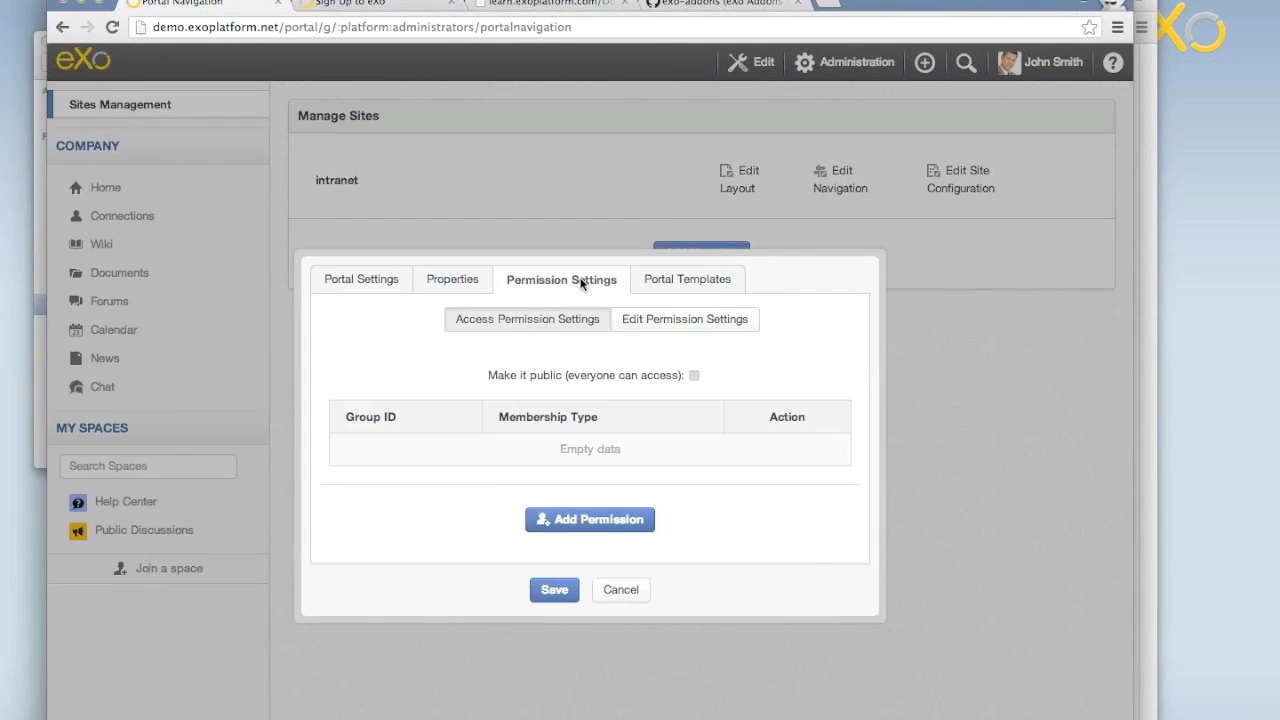 Portal Navigation
Sign up to eXo
learn.exoplatform.com/Do
exo-addons (eXo Addons
demo.exoplatform.net/portal/g/:platform:administrators/portalnavigation
eXo
Edit
Administration
John Smith
?
XO
Sites Management
COMPANY
Home
Connections
Wiki
Documents
Forums
Calendar
News
Chat
MY SPACES
Search Spaces
Help Center
Public Discussions
Join a space
Manage Sites
intranet
Edit
Layout
Edit
Navigation
Edit Site
Configuration
Portal Settings
Properties
Permission Settings
Portal Templates
Access Permission Settings
Edit Permission Settings
Make it public (everyone can access):
Group ID
Membership Type
Action
Empty data
Add Permission
Save
Cancel